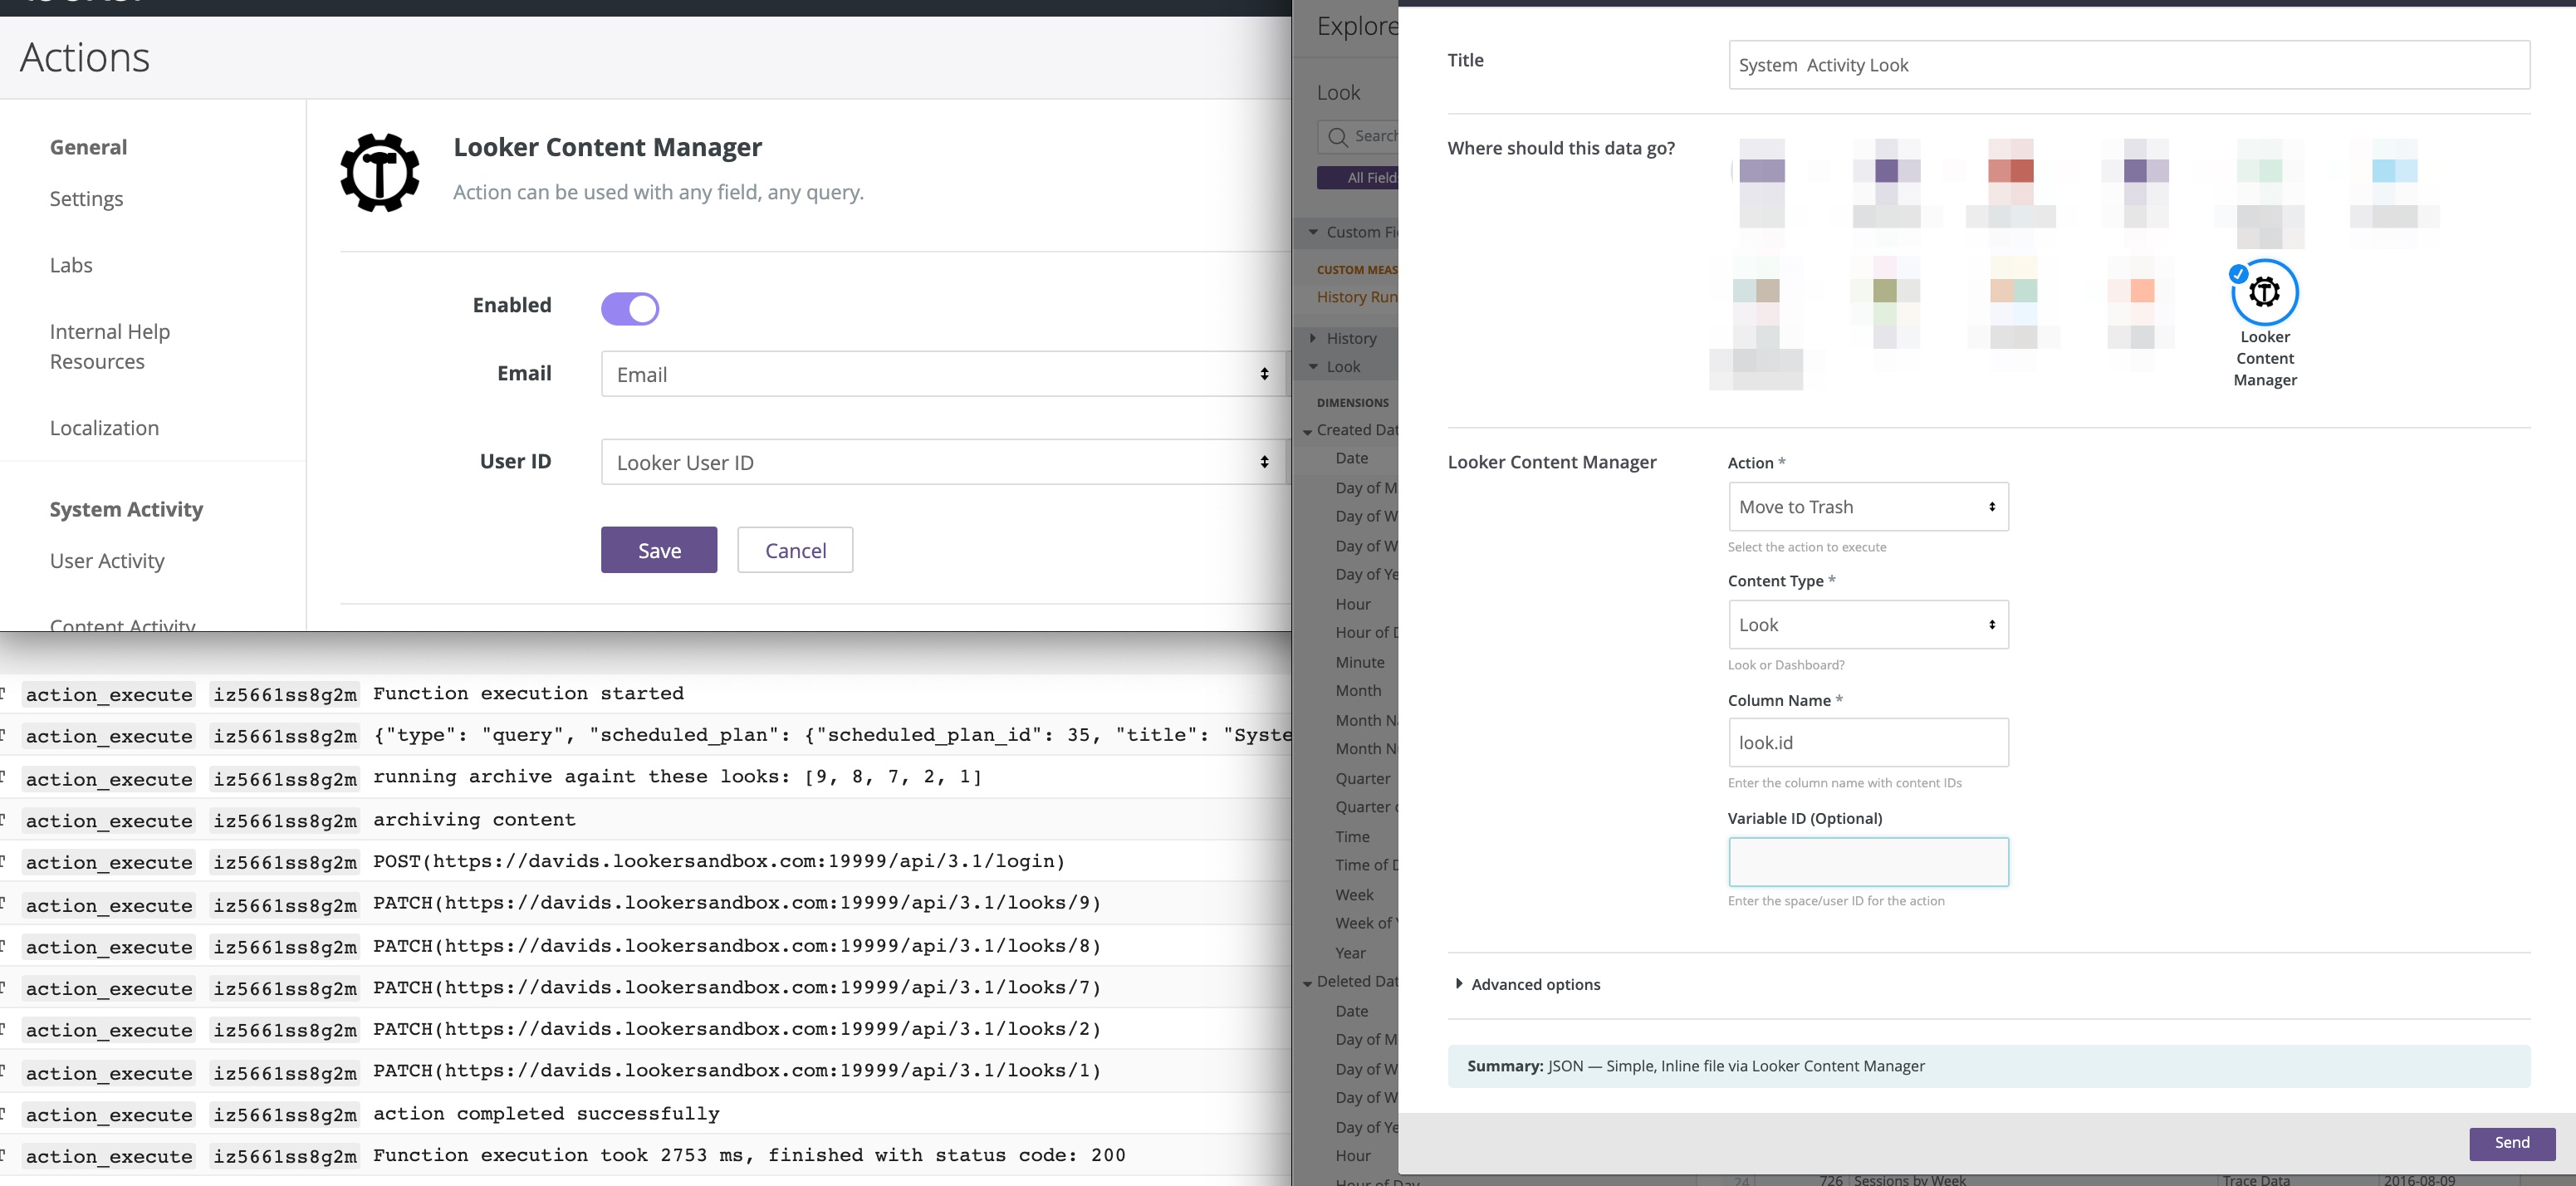 Actions
General
Settings
Labs
Internal Help
Resources
Localization
System Activity
User Activity
Content Activity
Looker Content Manager
Action can be used with any field, any query.
Enabled
Email
Email
User ID
Looker User ID
Save
Cancel
action_execute iz5661ss8g2m Function execution started
action_execute iz5661ss8g2m {"type": "query", "scheduled_plan": {"scheduled_plan_id": 35, "title": "Syste
action_execute iz5661ss8g2m running archive againt these looks: [9, 8, 7, 2, 1]
action_execute iz5661ss8g2m archiving content
action_execute iz5661ss8g2m POST(https://davids.lookersandbox.com:19999/api/3.1/login)
action_execute iz5661ss8g2m PATCH(https://davids.lookersandbox.com:19999/api/3.1/looks/9)
action_execute iz5661ss8g2m PATCH(https://davids.lookersandbox.com:19999/api/3.1/looks/8)
action_execute iz5661ss8g2m PATCH(https://davids.lookersandbox.com:19999/api/3.1/looks/7)
action_execute iz5661ss8g2m PATCH(https://davids.lookersandbox.com:19999/api/3.1/looks/2)
action_execute iz5661ss8g2m PATCH(https://davids.lookersandbox.com:19999/api/3.1/looks/1)
action_execute iz5661ss8g2m action completed successfully
action_execute iz5661ss8g2m Function execution took 2753 ms, finished with status code: 200
Explore
Look
Search
All Field
Custom Fi
CUSTOM MEAS
History Run
History
Look
DIMENSIONS
Created Dat
Date
Day of M
Day of W
Day of W
Day of Ye
Hour
Hour of D
Minute
Month
Month Na
Month N
Quarter
Quarter o
Time
Time of D
Week
Week of Y
Year
Deleted Dat
Date
Day of M
Day of W
Day of W
Day of Ye
Hour
Hour of Day
Title
System Activity Look
Where should this data go?
Looker
Content
Manager
Looker Content Manager
Action *
Move to Trash
Select the action to execute
Content Type *
Look
Look or Dashboard?
Column Name *
look.id
Enter the column name with content IDs
Variable ID (Optional)
Enter the space/user ID for the action
Advanced options
Summary: JSON — Simple, Inline file via Looker Content Manager
Send
24 726 Sessions by Week Trace Data 2016-08-09